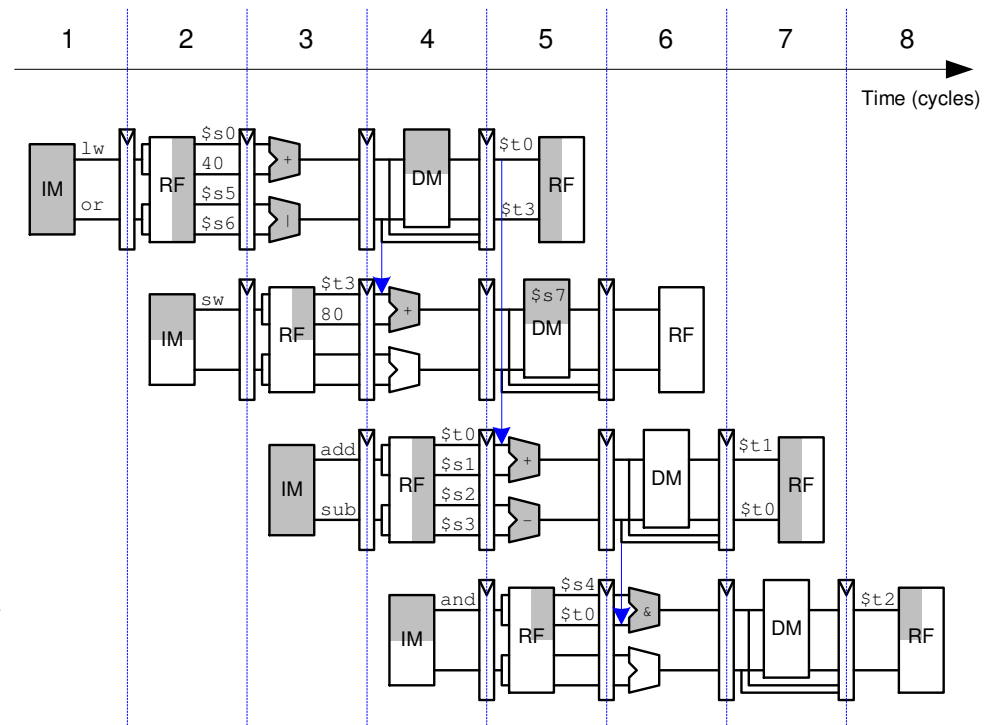 1 2 3 4 5 6 7 8
Time (cycles)
lw
or
IM
RF
$s0
40
$s5
$s6
+
|
DM
$t0
$t3
RF
sw
IM
RF
$t3
80
+
$s7
DM
RF
add
sub
IM
RF
$t0
$s1
$s2
$s3
+
-
DM
$t1
$t0
RF
and
IM
RF
$s4
$t0
&
DM
$t2
RF